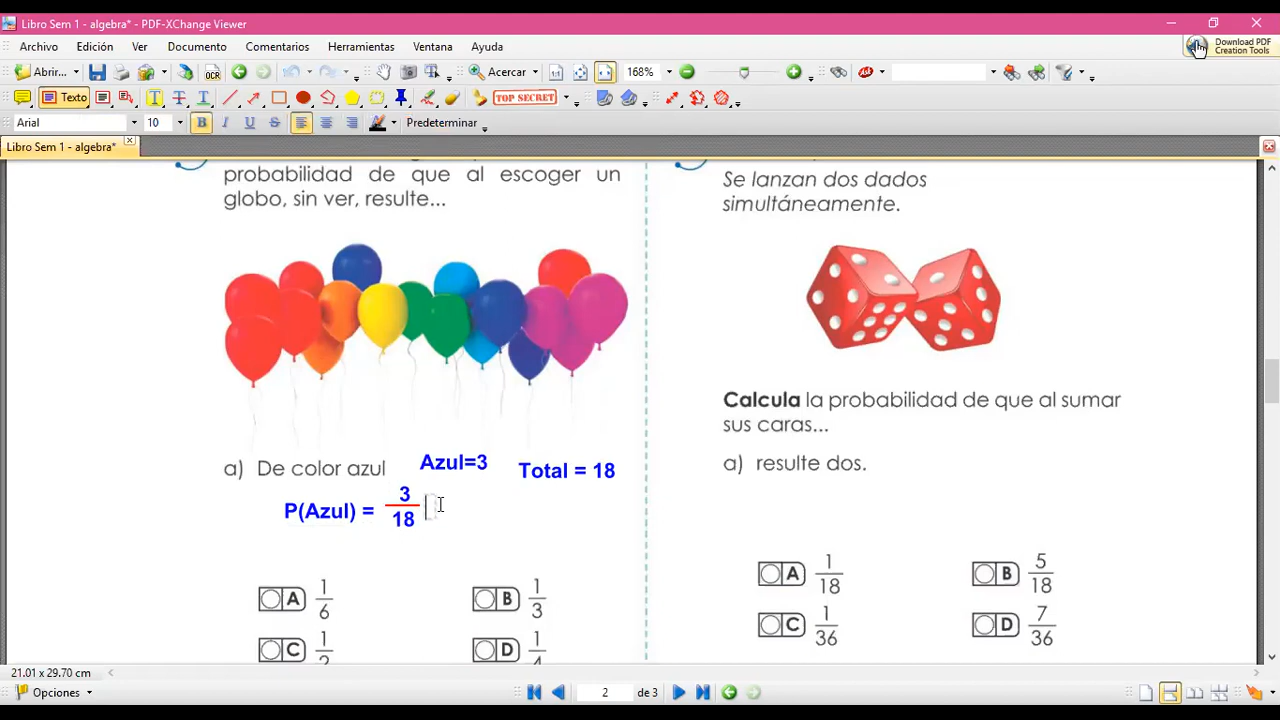 Libro Sem 1 - algebra* - PDF-XChange Viewer
Archivo Edición Ver Documento Comentarios Herramientas Ventana Ayuda
Download PDF
Creation Tools
Abrir... OCR Acercar 168%
Texto TOP SECRET
Arial 10 B I U S Predeterminar
Libro Sem 1 - algebra*
probabilidad de que al escoger un
globo, sin ver, resulte...
a) De color azul Azul=3 Total = 18
P(Azul) = 3/18
A 1/6 B 1/3
C 1/2 D 1/4
Se lanzan dos dados
simultáneamente.
Calcula la probabilidad de que al sumar
sus caras...
a) resulte dos.
A 1/18 B 5/18
C 1/36 D 7/36
21.01 x 29.70 cm
Opciones 2 de 3